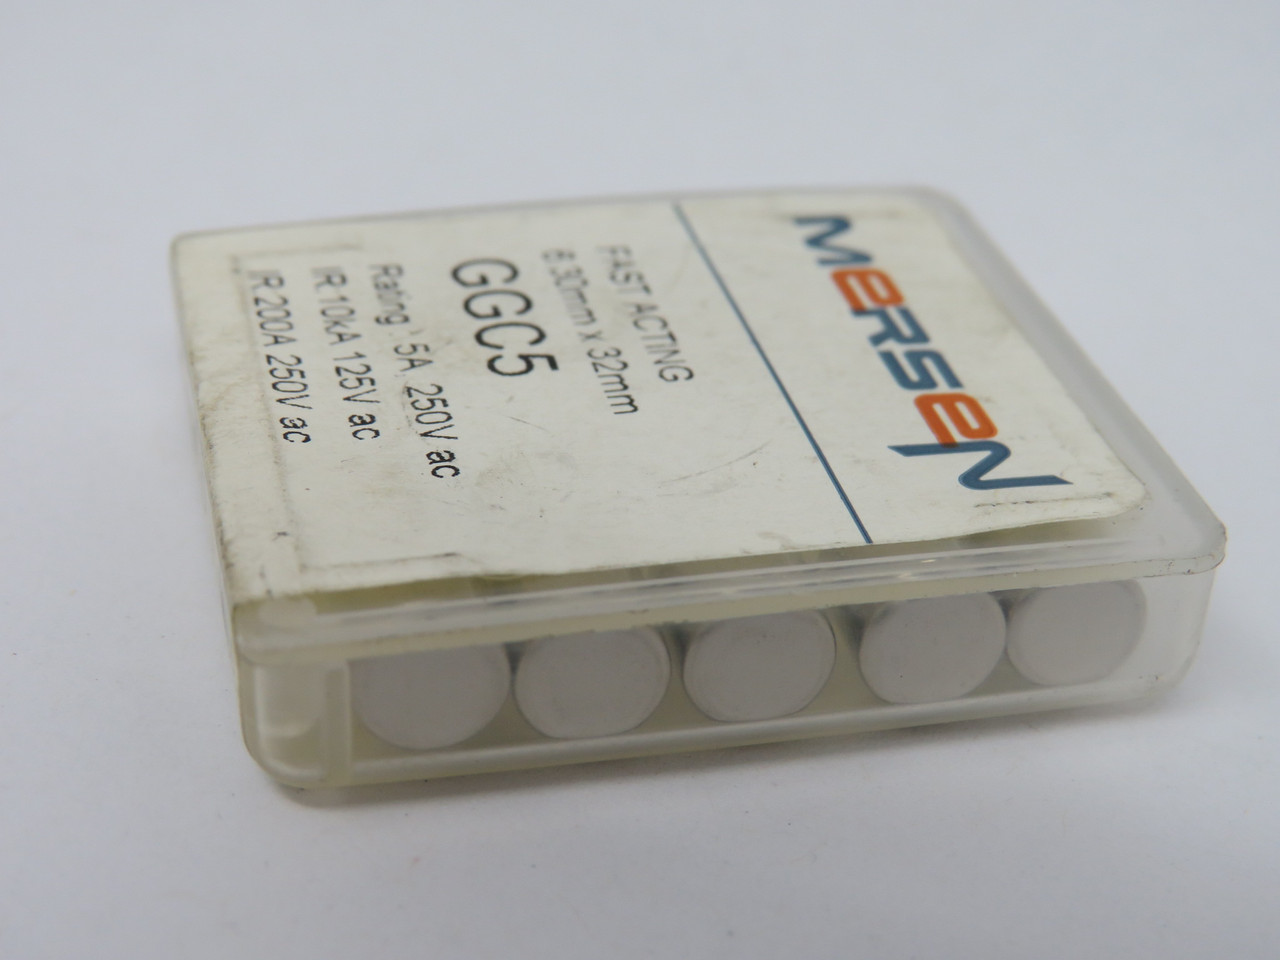 MERSEN
FAST ACTING
6.30mm x 32mm
GGC5
Rating : 5A, 250V ac
IR 10kA 125V ac
IR 200A 250V ac